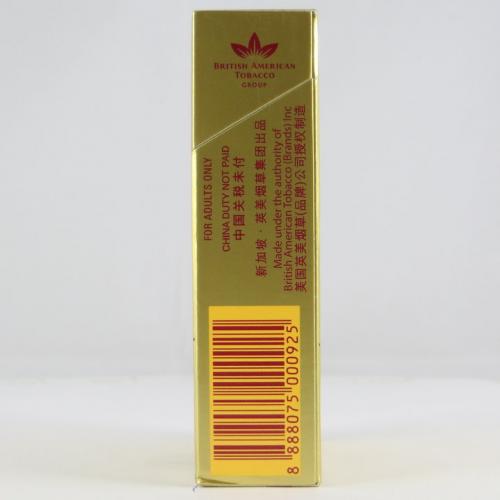 BRITISH AMERICAN
TOBACCO
GROUP
FOR ADULTS ONLY
CHINA DUTY NOT PAID
中国关税未付
新加坡·英美烟草集团出品
Made under the authority of
British American Tobacco (Brands) Inc
美国英美烟草(品牌)公司授权制造
8 888075 000925